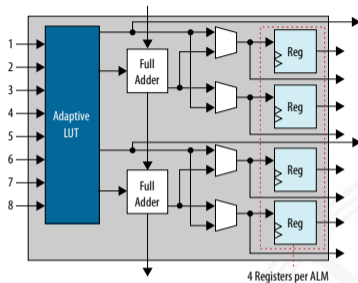 1
2
3
4
5
6
7
8
Adaptive
LUT
Full
Adder
Full
Adder
Reg
Reg
Reg
Reg
4 Registers per ALM